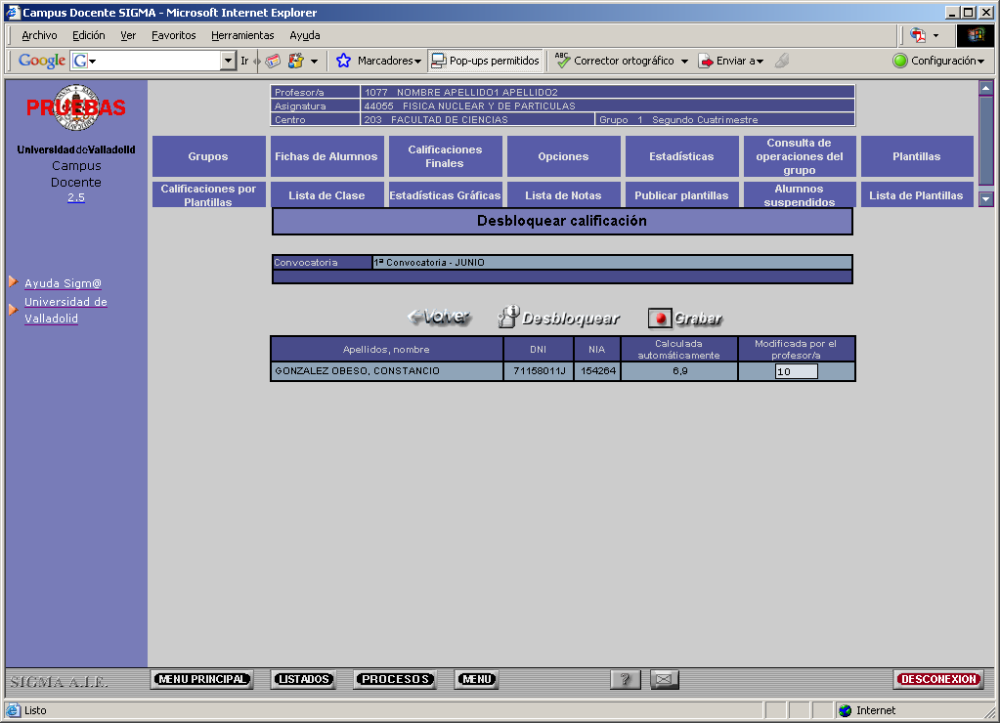 Campus Docente SIGMA - Microsoft Internet Explorer
Archivo Edición Ver Favoritos Herramientas Ayuda
Google G Ir Marcadores Pop-ups permitidos ABC Corrector ortográfico Enviar a Configuración
PRUEBAS
Universidad de Valladolid
Campus
Docente
2.5
Ayuda Sigm@
Universidad de
Valladolid
Profesor/a 1077 NOMBRE APELLIDO1 APELLIDO2
Asignatura 44055 FISICA NUCLEAR Y DE PARTICULAS
Centro 203 FACULTAD DE CIENCIAS Grupo 1 Segundo Cuatrimestre
Grupos
Fichas de Alumnos
Calificaciones
Finales
Opciones
Estadísticas
Consulta de
operaciones del
grupo
Plantillas
Calificaciones por
Plantillas
Lista de Clase
Estadísticas Gráficas
Lista de Notas
Publicar plantillas
Alumnos
suspendidos
Lista de Plantillas
Desbloquear calificación
Convocatoria 1ª Convocatoria - JUNIO
Volver Desbloquear Grabar
Apellidos, nombre
DNI
NIA
Calculada
automáticamente
Modificada por el
profesor/a
GONZALEZ OBESO, CONSTANCIO 71158011J 154264 6,9 10
SIGMA A.I.E. MENU PRINCIPAL LISTADOS PROCESOS MENU ? DESCONEXION
Listo Internet